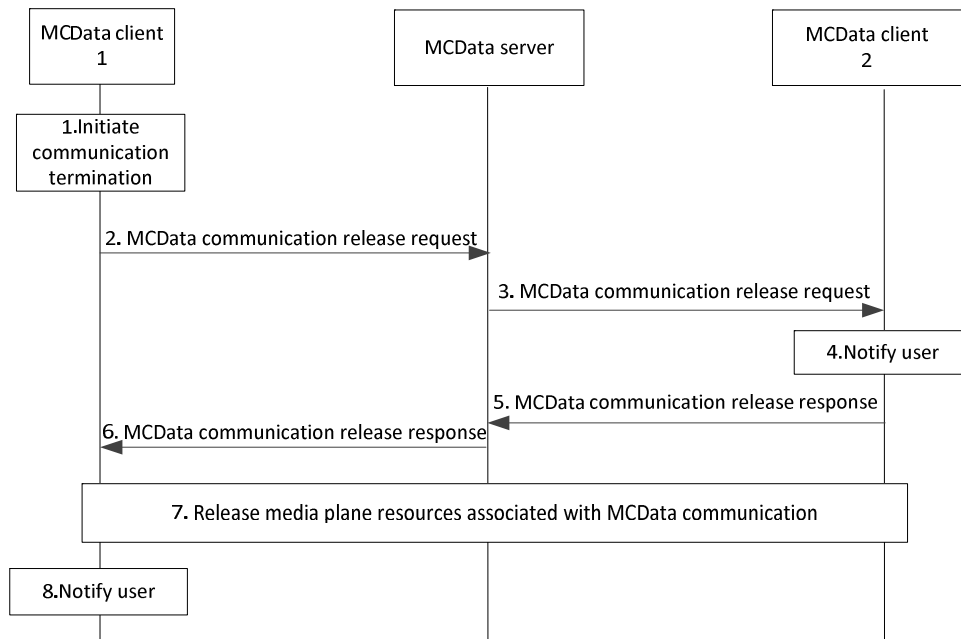 MCData client
1
MCData server
MCData client
2
1.Initiate
communication
termination
2. MCData communication release request
3. MCData communication release request
4.Notify user
5. MCData communication release response
6. MCData communication release response
7. Release media plane resources associated with MCData communication
8.Notify user